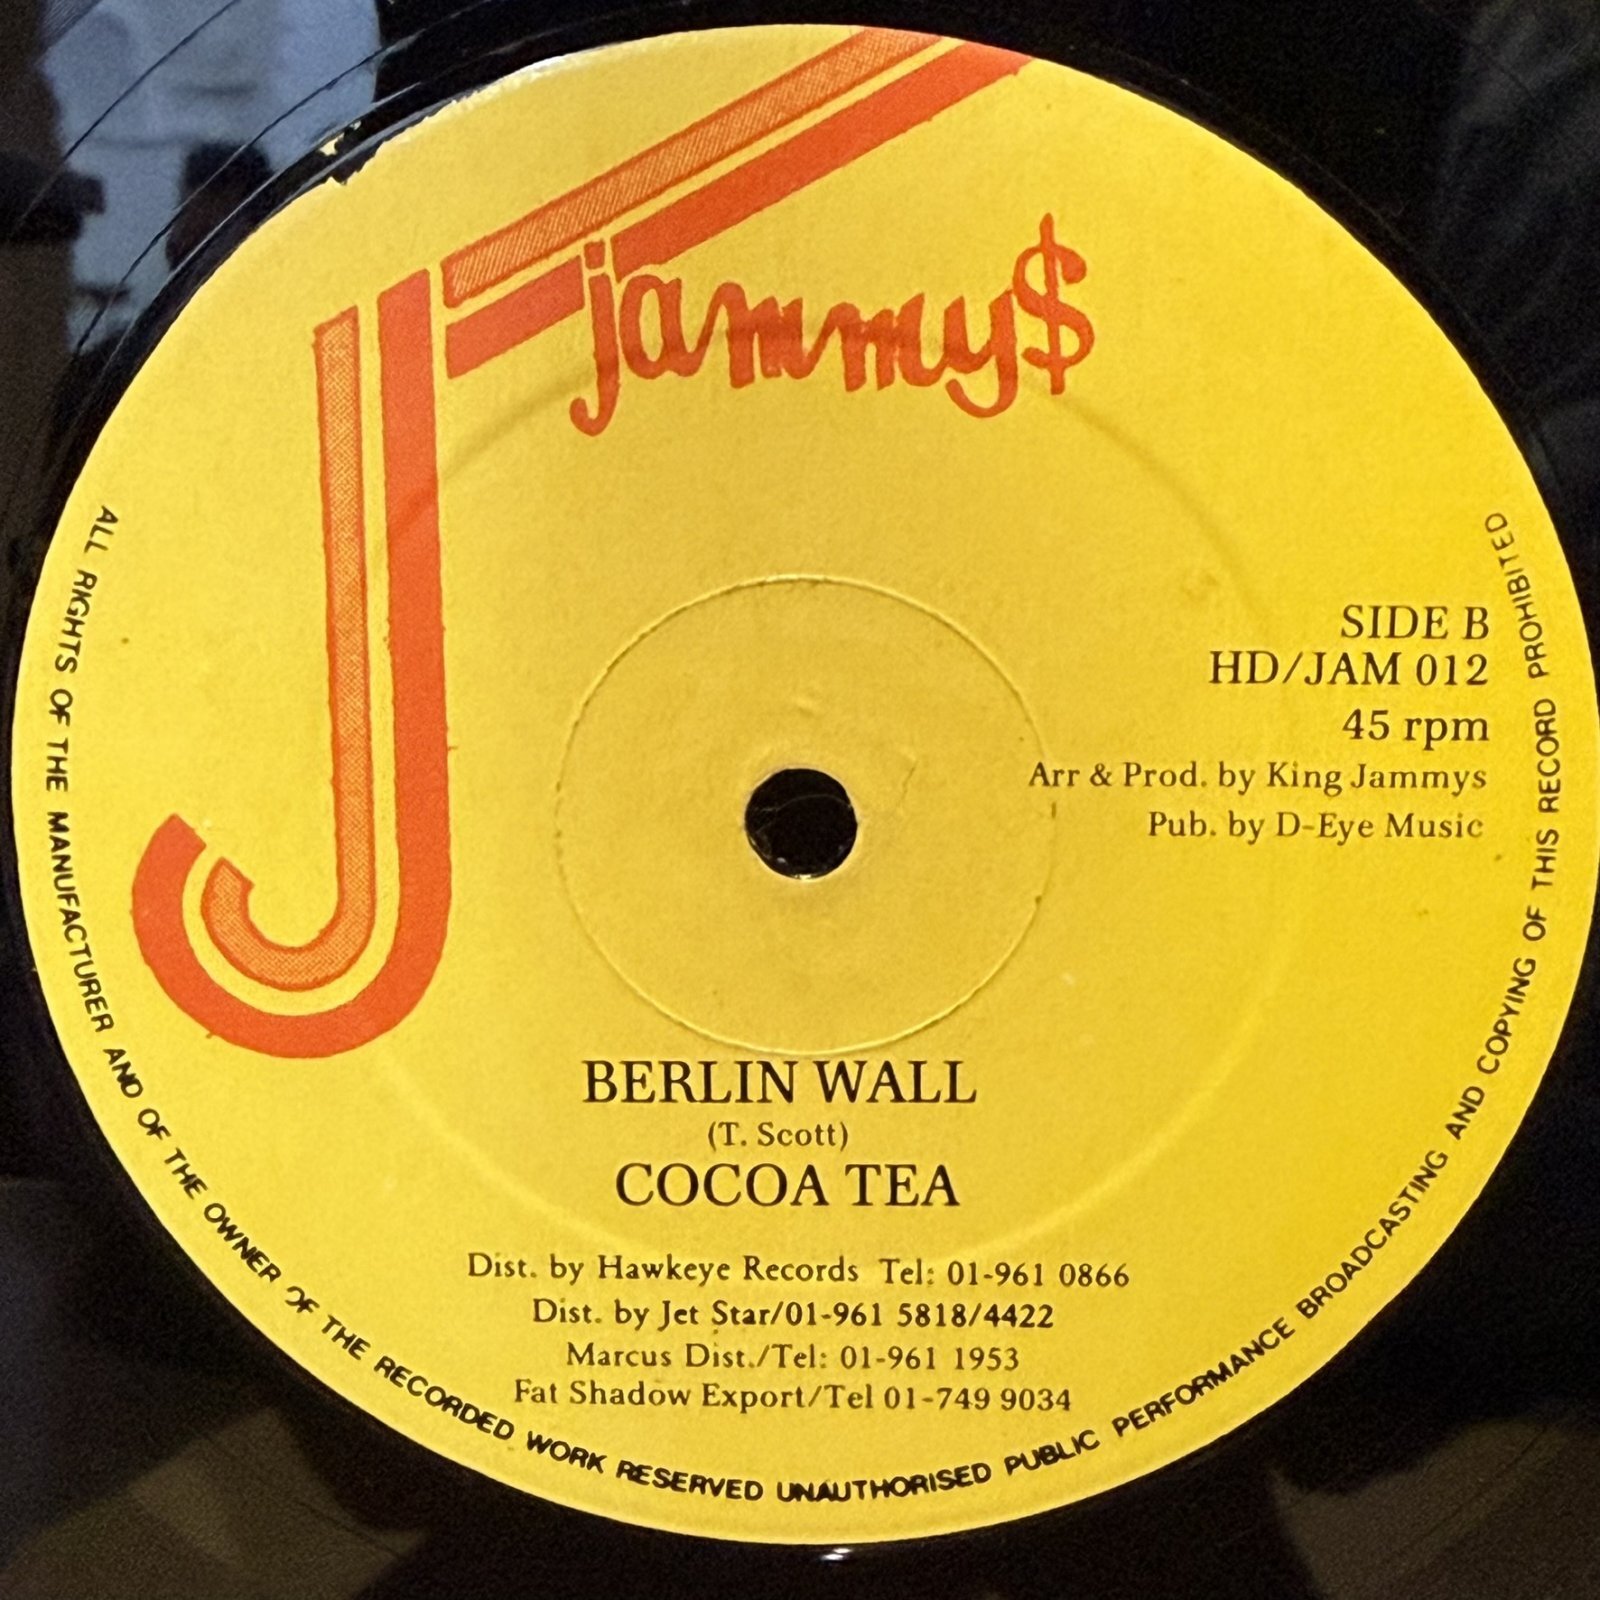 jammy$
SIDE B
HD/JAM 012
45 rpm
Arr & Prod. by King Jammys
Pub. by D-Eye Music
BERLIN WALL
(T. Scott)
COCOA TEA
Dist. by Hawkeye Records Tel: 01-961 0866
Dist. by Jet Star/01-961 5818/4422
Marcus Dist./Tel: 01-961 1953
Fat Shadow Export/Tel 01-749 9034
ALL RIGHTS OF THE MANUFACTURER AND OF THE OWNER OF THE RECORDED WORK RESERVED UNAUTHORISED PUBLIC PERFORMANCE BROADCASTING AND COPYING OF THIS RECORD PROHIBITED